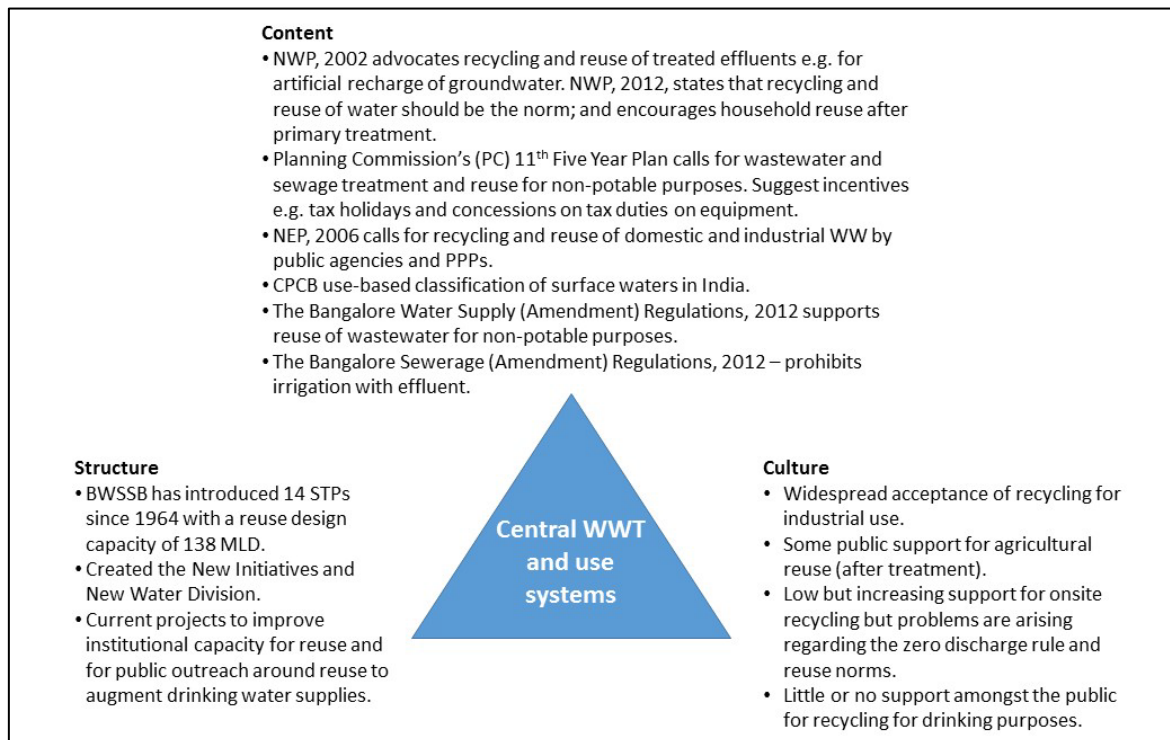 Content
• NWP, 2002 advocates recycling and reuse of treated effluents e.g. for
artificial recharge of groundwater. NWP, 2012, states that recycling and
reuse of water should be the norm; and encourages household reuse after
primary treatment.
• Planning Commission's (PC) 11th Five Year Plan calls for wastewater and
sewage treatment and reuse for non-potable purposes. Suggest incentives
e.g. tax holidays and concessions on tax duties on equipment.
• NEP, 2006 calls for recycling and reuse of domestic and industrial WW by
public agencies and PPPs.
• CPCB use-based classification of surface waters in India.
• The Bangalore Water Supply (Amendment) Regulations, 2012 supports
reuse of wastewater for non-potable purposes.
• The Bangalore Sewerage (Amendment) Regulations, 2012 – prohibits
irrigation with effluent.
Structure
• BWSSB has introduced 14 STPs
since 1964 with a reuse design
capacity of 138 MLD.
• Created the New Initiatives and
New Water Division.
• Current projects to improve
institutional capacity for reuse and
for public outreach around reuse to
augment drinking water supplies.
Central WWT
and use
systems
Culture
• Widespread acceptance of recycling for
industrial use.
• Some public support for agricultural
reuse (after treatment).
• Low but increasing support for onsite
recycling but problems are arising
regarding the zero discharge rule and
reuse norms.
• Little or no support amongst the public
for recycling for drinking purposes.